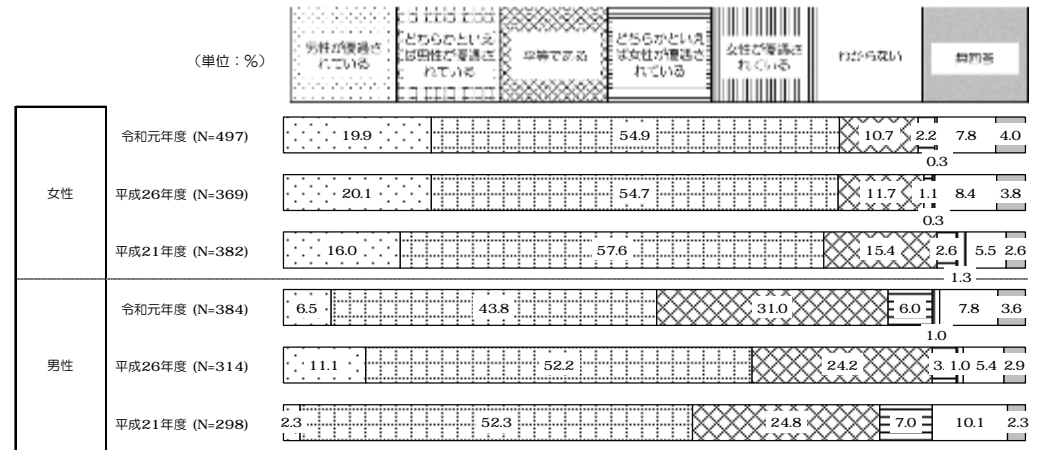 (単位：%)
男性が優遇さ
れている
どちらかといえ
ば男性が優遇さ
れている
平等である
どちらかといえ
ば女性が優遇さ
れている
女性が優遇さ
れている
わからない
無回答
女性
令和元年度 (N=497)
19.9 54.9 10.7 2.2 7.8 4.0
0.3
平成26年度 (N=369)
20.1 54.7 11.7 1.1 8.4 3.8
0.3
平成21年度 (N=382)
16.0 57.6 15.4 2.6 5.5 2.6
1.3
男性
令和元年度 (N=384)
6.5 43.8 31.0 6.0 7.8 3.6
1.0
平成26年度 (N=314)
11.1 52.2 24.2 3. 1.0 5.4 2.9
平成21年度 (N=298)
2.3 52.3 24.8 7.0 10.1 2.3